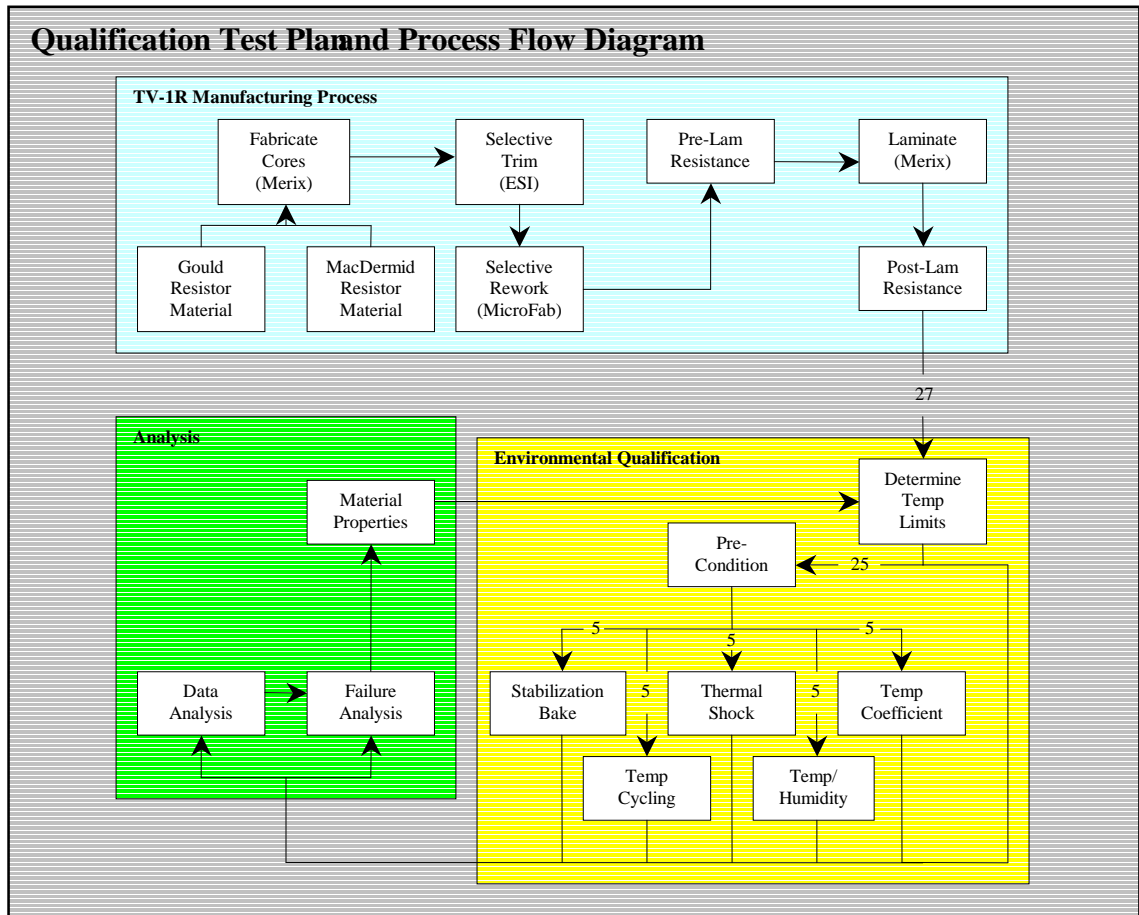 Qualification Test Plan and Process Flow Diagram
TV-1R Manufacturing Process
Fabricate
Cores
(Merix)
Selective
Trim
(ESI)
Pre-Lam
Resistance
Laminate
(Merix)
Gould
Resistor
Material
MacDermid
Resistor
Material
Selective
Rework
(MicroFab)
Post-Lam
Resistance
27
Analysis
Material
Properties
Data
Analysis
Failure
Analysis
Environmental Qualification
Determine
Temp
Limits
Pre-
Condition
25
5
5
5
Stabilization
Bake
5
Thermal
Shock
5
Temp
Coefficient
Temp
Cycling
Temp/
Humidity